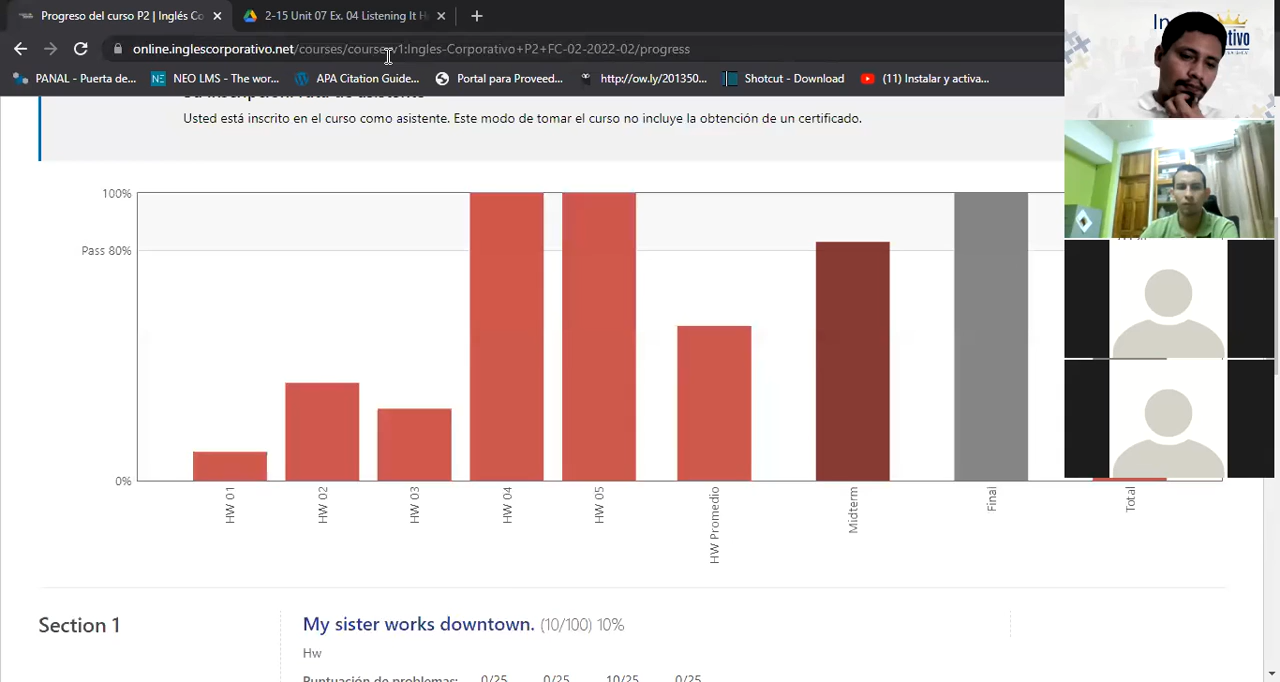 Progreso del curso P2 | Inglés Co
2-15 Unit 07 Ex. 04 Listening It H
online.inglescorporativo.net/courses/course-v1:Ingles-Corporativo+P2+FC-02-2022-02/progress
PANAL - Puerta de...
NEO LMS - The wor...
APA Citation Guide...
Portal para Proveed...
http://ow.ly/201350...
Shotcut - Download
(11) Instalar y activa...
Usted está inscrito en el curso como asistente. Este modo de tomar el curso no incluye la obtención de un certificado.
100%
Pass 80%
0%
HW 01
HW 02
HW 03
HW 04
HW 05
HW Promedio
Midterm
Final
Total
Section 1
My sister works downtown. (10/100) 10%
Hw
Puntuación de problemas: 0/25 0/25 10/25 0/25